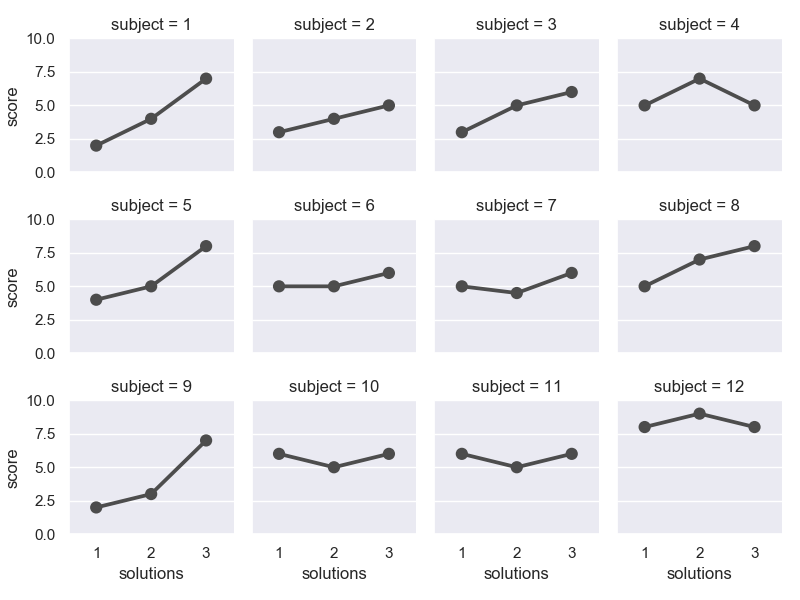 subject = 1
subject = 2
subject = 3
subject = 4
10.0
7.5
5.0
2.5
0.0
score
subject = 5
subject = 6
subject = 7
subject = 8
10.0
7.5
5.0
2.5
0.0
score
subject = 9
subject = 10
subject = 11
subject = 12
10.0
7.5
5.0
2.5
0.0
score
1 2 3
1 2 3
1 2 3
1 2 3
solutions
solutions
solutions
solutions